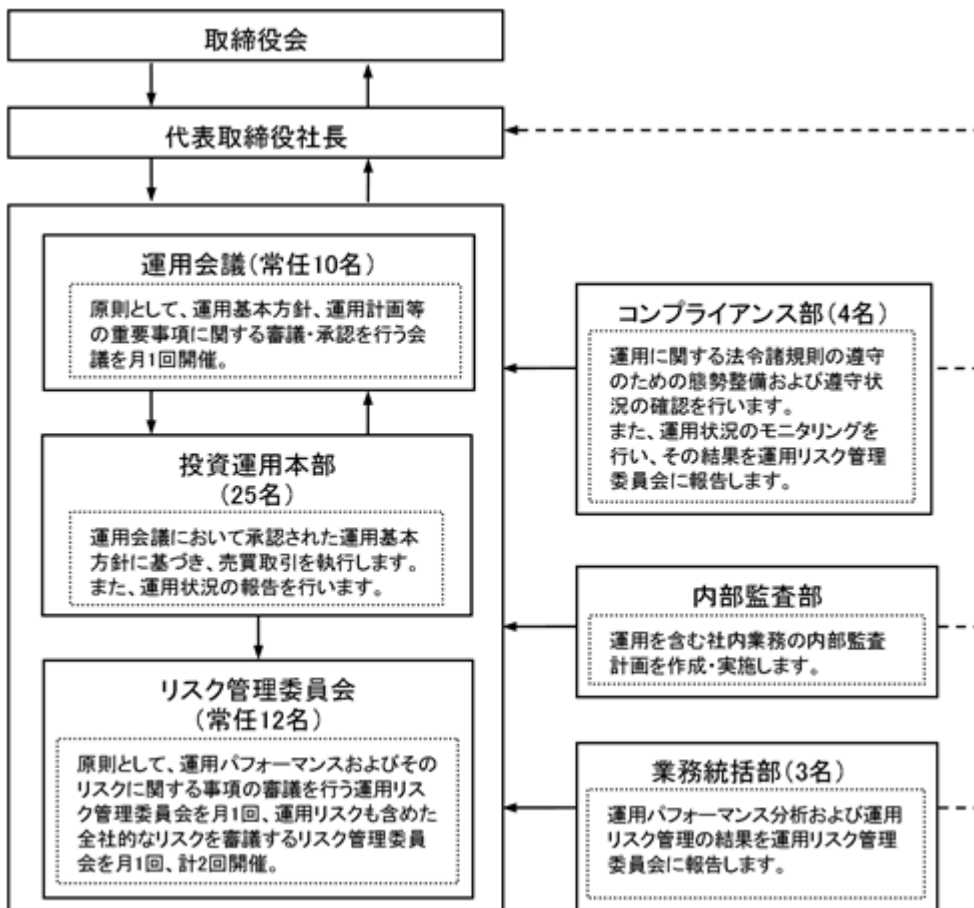 取締役会
代表取締役社長
運用会議(常任10名)
原則として、運用基本方針、運用計画等
の重要事項に関する審議・承認を行う会
議を月1回開催。
投資運用本部
(25名)
運用会議において承認された運用基本
方針に基づき、売買取引を執行します。
また、運用状況の報告を行います。
リスク管理委員会
(常任12名)
原則として、運用パフォーマンスおよびその
リスクに関する事項の審議を行う運用リス
ク管理委員会を月1回、運用リスクも含めた
全社的なリスクを審議するリスク管理委員
会を月1回、計2回開催。
コンプライアンス部(4名)
運用に関する法令諸規則の遵守
のための態勢整備および遵守状
況の確認を行います。
また、運用状況のモニタリングを
行い、その結果を運用リスク管理
委員会に報告します。
内部監査部
運用を含む社内業務の内部監査
計画を作成・実施します。
業務統括部(3名)
運用パフォーマンス分析および運用
リスク管理の結果を運用リスク管理
委員会に報告します。